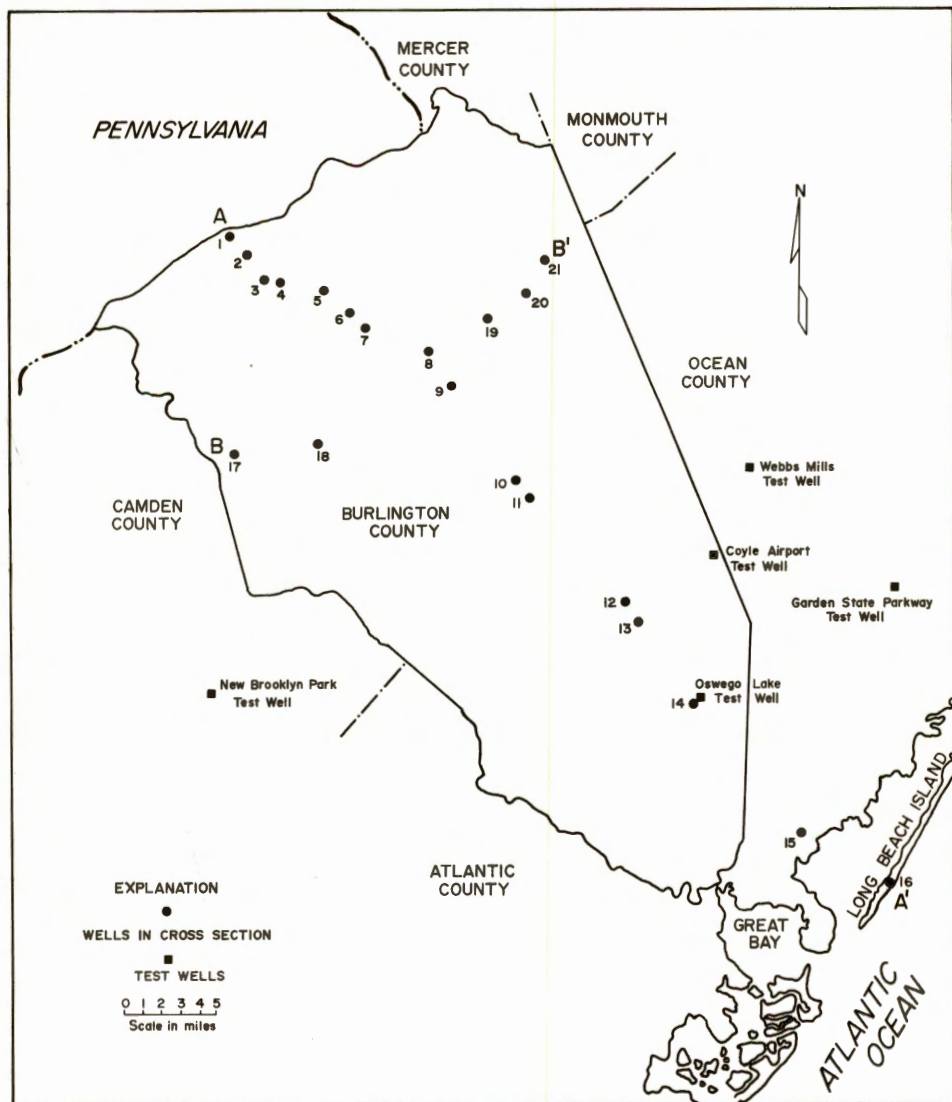 MERCER
COUNTY
PENNSYLVANIA
MONMOUTH
COUNTY
N
A
1
2
3
4
5
6
7
8
9
B'
21
20
19
OCEAN
COUNTY
B
17
18
10
11
Webbs Mills
Test Well
CAMDEN
COUNTY
BURLINGTON
COUNTY
Coyle Airport
Test Well
Garden State Parkway
Test Well
12
13
New Brooklyn Park
Test Well
Oswego Lake
Test Well
14
15
LONG BEACH ISLAND
16
A'
ATLANTIC
COUNTY
GREAT
BAY
ATLANTIC
OCEAN
EXPLANATION
WELLS IN CROSS SECTION
TEST WELLS
0 1 2 3 4 5
Scale in miles